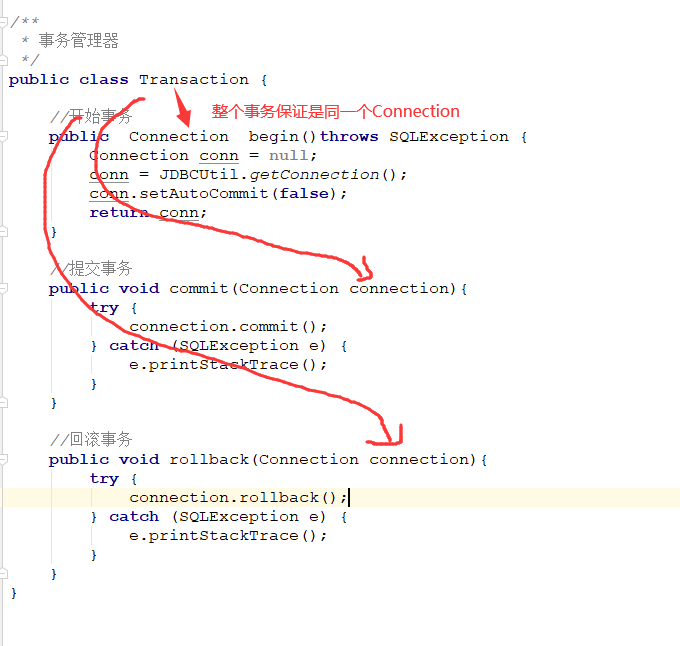 /**
 * 事务管理器
 */
public class Transaction {
整个事务保证是同一个Connection
    //开始事务
    public  Connection  begin()throws SQLException {
        Connection conn = null;
        conn = JDBCUtil.getConnection();
        conn.setAutoCommit(false);
        return conn;
    }
    //提交事务
    public void commit(Connection connection){
        try {
            connection.commit();
        } catch (SQLException e) {
            e.printStackTrace();
        }
    }
    //回滚事务
    public void rollback(Connection connection){
        try {
            connection.rollback();
        } catch (SQLException e) {
            e.printStackTrace();
        }
    }
}